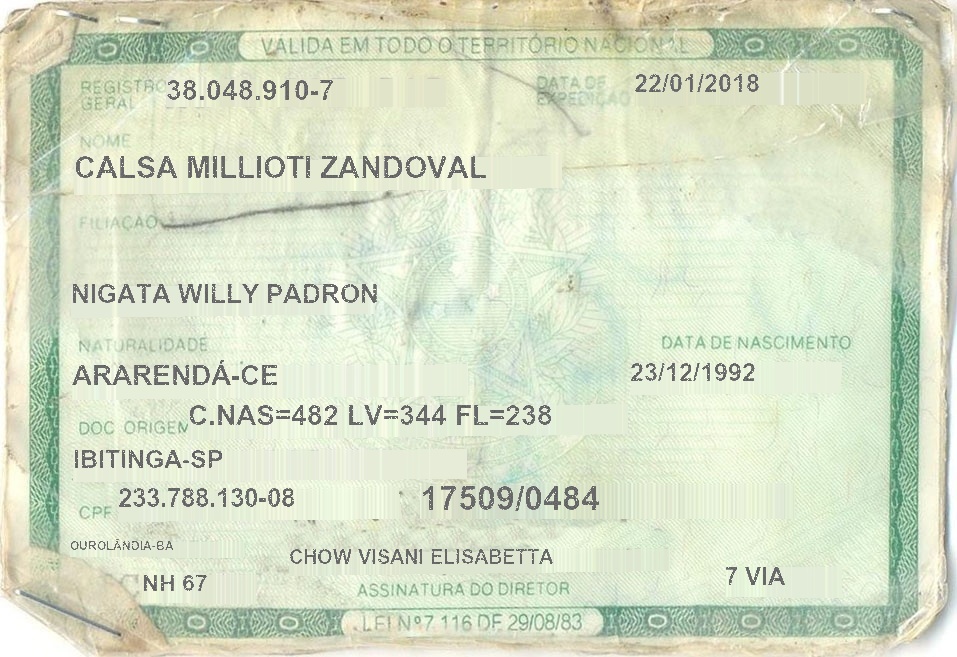 VÁLIDA EM TODO O TERRITÓRIO NACIONAL
REGISTRO GERAL 38.048.910-7 DATA DE EXPEDIÇÃO 22/01/2018
NOME
CALSA MILLIOTI ZANDOVAL
FILIAÇÃO
NIGATA WILLY PADRON
NATURALIDADE DATA DE NASCIMENTO
ARARENDÁ-CE 23/12/1992
DOC ORIGEM C.NAS=482 LV=344 FL=238
IBITINGA-SP
CPF 233.788.130-08 17509/0484
OUROLÂNDIA-BA
CHOW VISANI ELISABETTA
NH 67 7 VIA
ASSINATURA DO DIRETOR
LEI Nº 7.116 DE 29/08/83